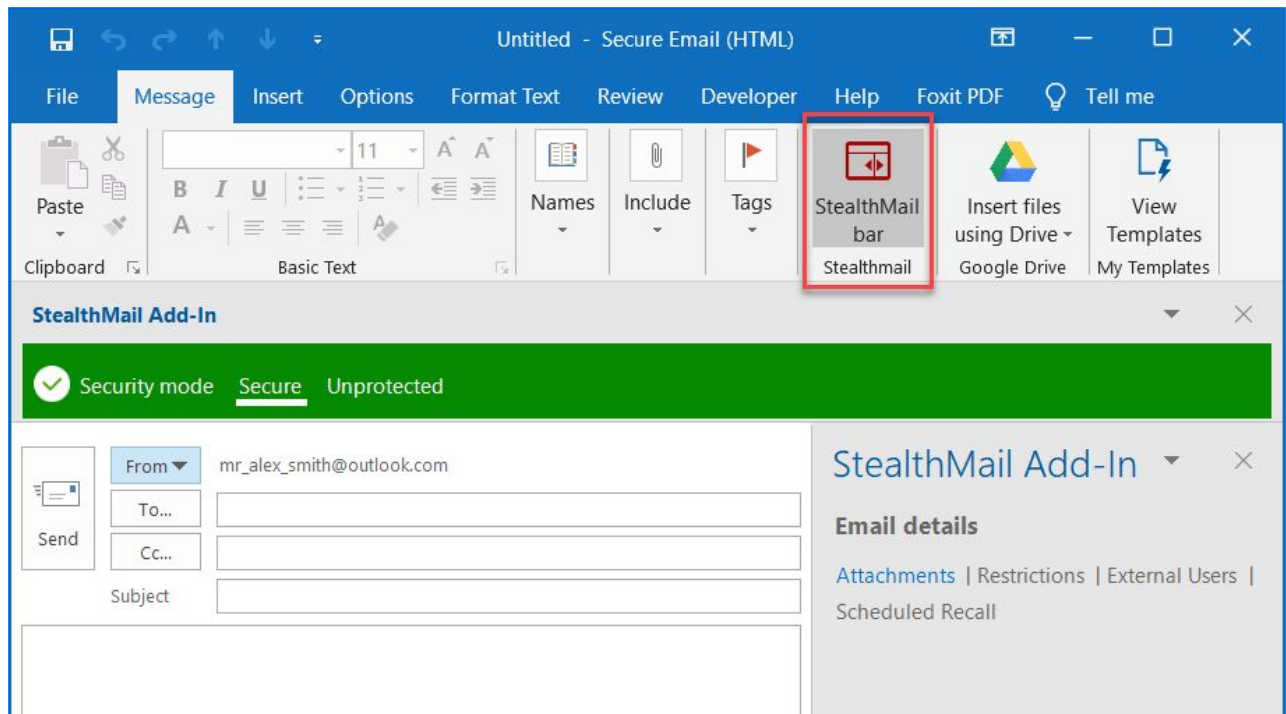 Untitled - Secure Email (HTML)
File Message Insert Options Format Text Review Developer Help Foxit PDF Tell me
11 A A
B I U
A
Paste
Names Include Tags
StealthMail bar
Insert files using Drive
View Templates
Clipboard Basic Text Stealthmail Google Drive My Templates
StealthMail Add-In
Security mode Secure Unprotected
From mr_alex_smith@outlook.com
To...
Send
Cc...
Subject
StealthMail Add-In
Email details
Attachments | Restrictions | External Users |
Scheduled Recall